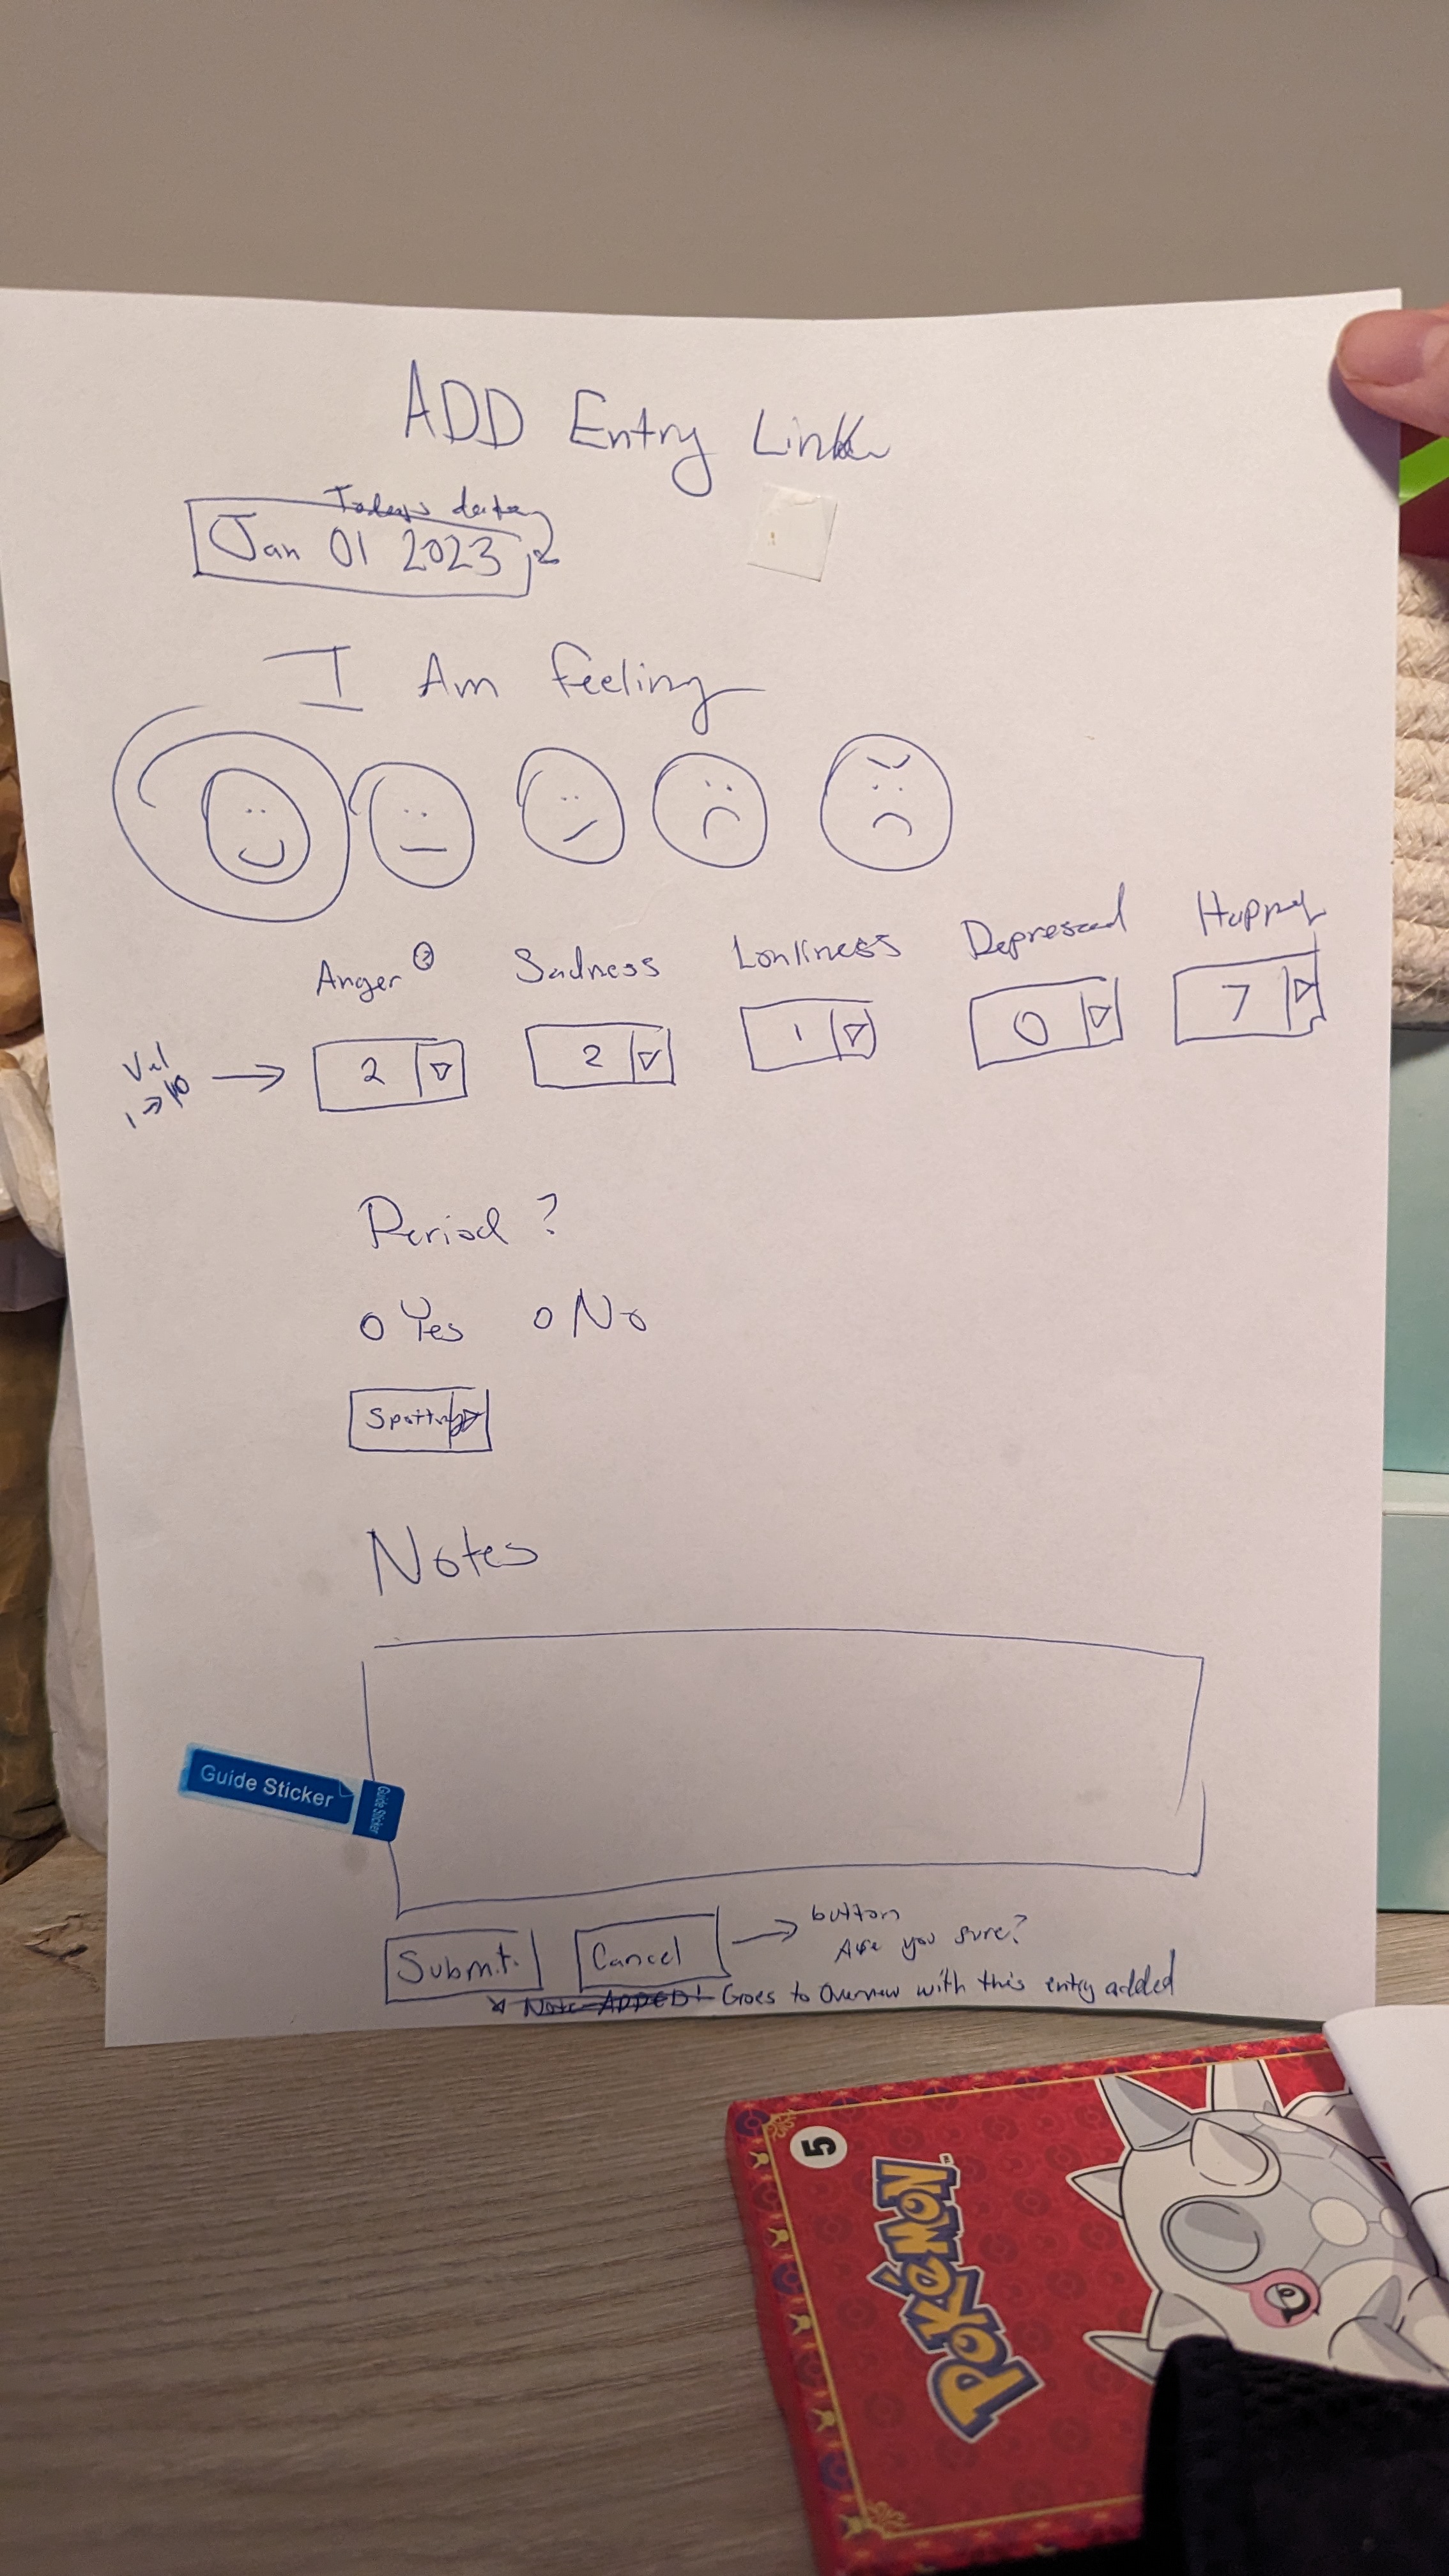 ADD Entry Link
Todays date
Jan 01 2023
I Am feeling
Anger ? Sadness Lonliness Depressed Happy
Val
1 → 10
2 2 1 0 7
Period ?
O Yes O No
Spotting
Notes
Guide Sticker
Guide Sticker
button
Are you sure?
Submit Cancel
Note ADDED! Goes to Overview with this entry added
5
POKéMON